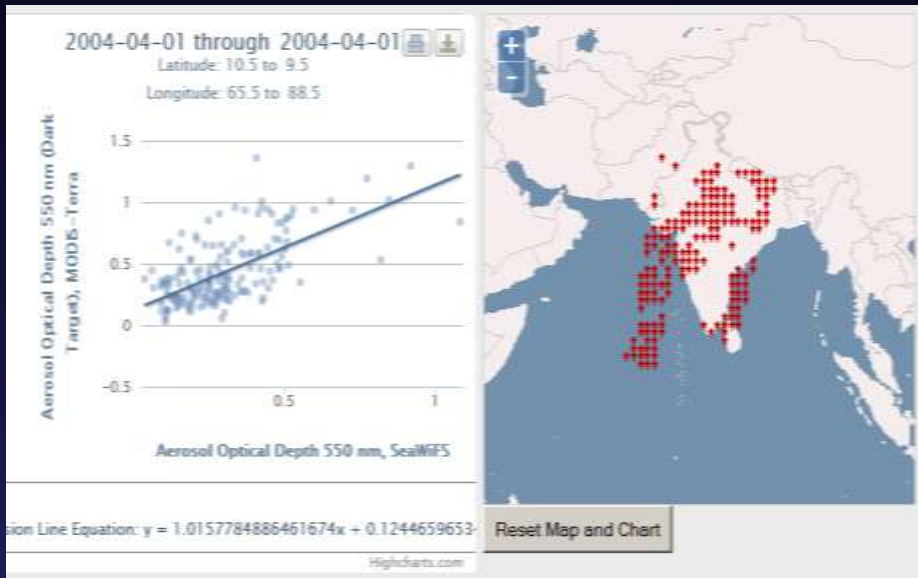 2004-04-01 through 2004-04-01
Latitude: 10.5 to 9.5
Longitude: 65.5 to 88.5
Aerosol Optical Depth 550 nm (Dark
Target), MODIS-Terra
1.5
1
0.5
0
-0.5
0.5
1
Aerosol Optical Depth 550 nm, SeaWiFS
sion Line Equation: y = 1.0157784886461674x + 0.1244659653
Highcharts.com
+
-
Reset Map and Chart